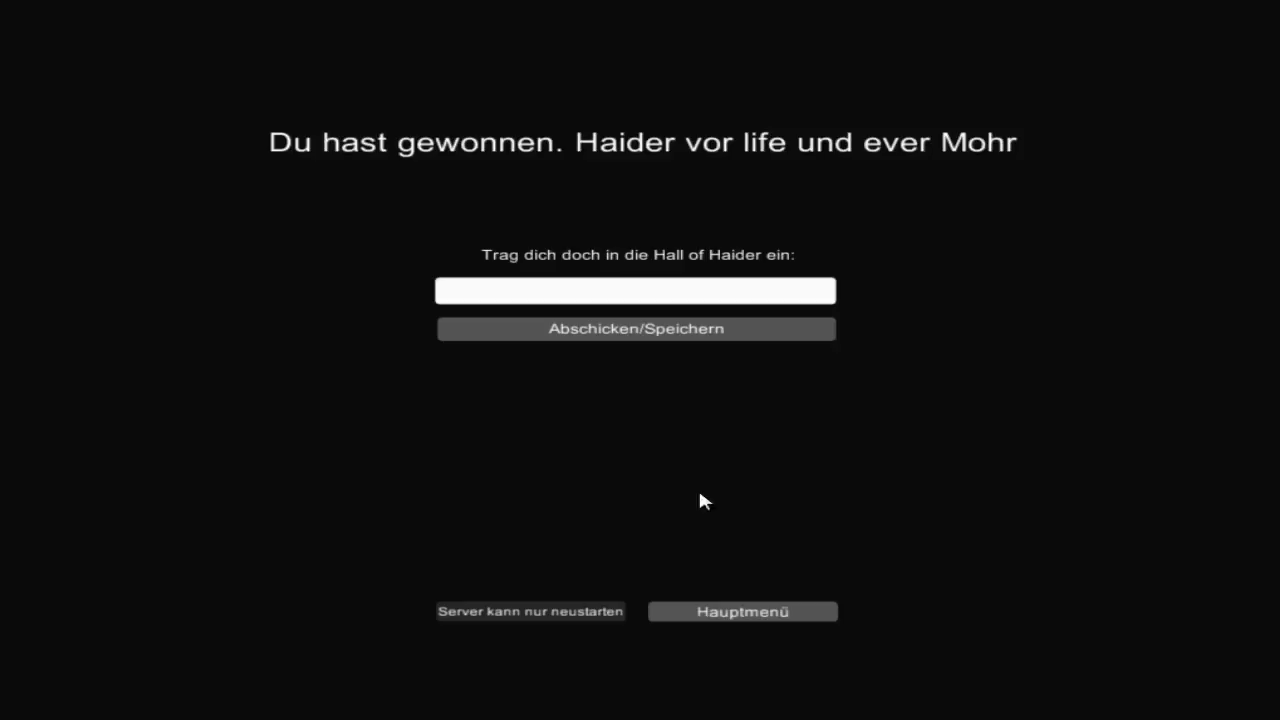 Du hast gewonnen. Haider vor life und ever Mohr
Trag dich doch in die Hall of Haider ein:
Abschicken/Speichern
Server kann nur neustarten
Hauptmenü